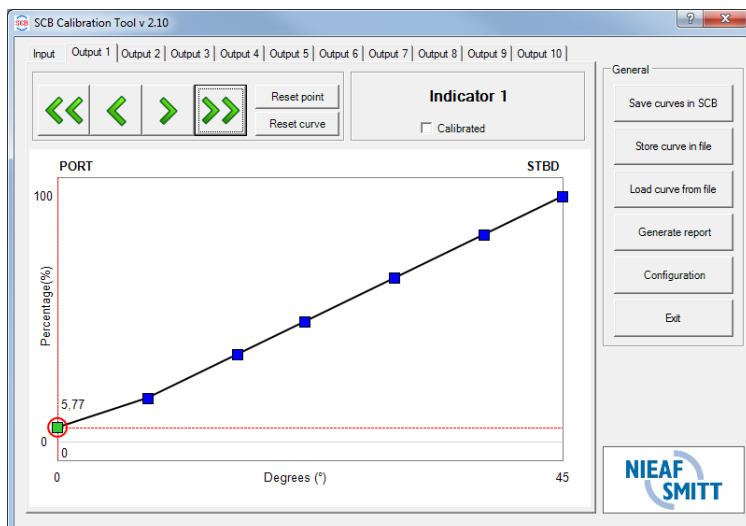 SCB SCB Calibration Tool v 2.10
Input Output 1 Output 2 Output 3 Output 4 Output 5 Output 6 Output 7 Output 8 Output 9 Output 10
Reset point
Reset curve
Indicator 1
Calibrated
PORT STBD
100
Percentage(%)
5,77
0
0
0 Degrees (°) 45
General
Save curves in SCB
Store curve in file
Load curve from file
Generate report
Configuration
Exit
NIEAF
SMITT